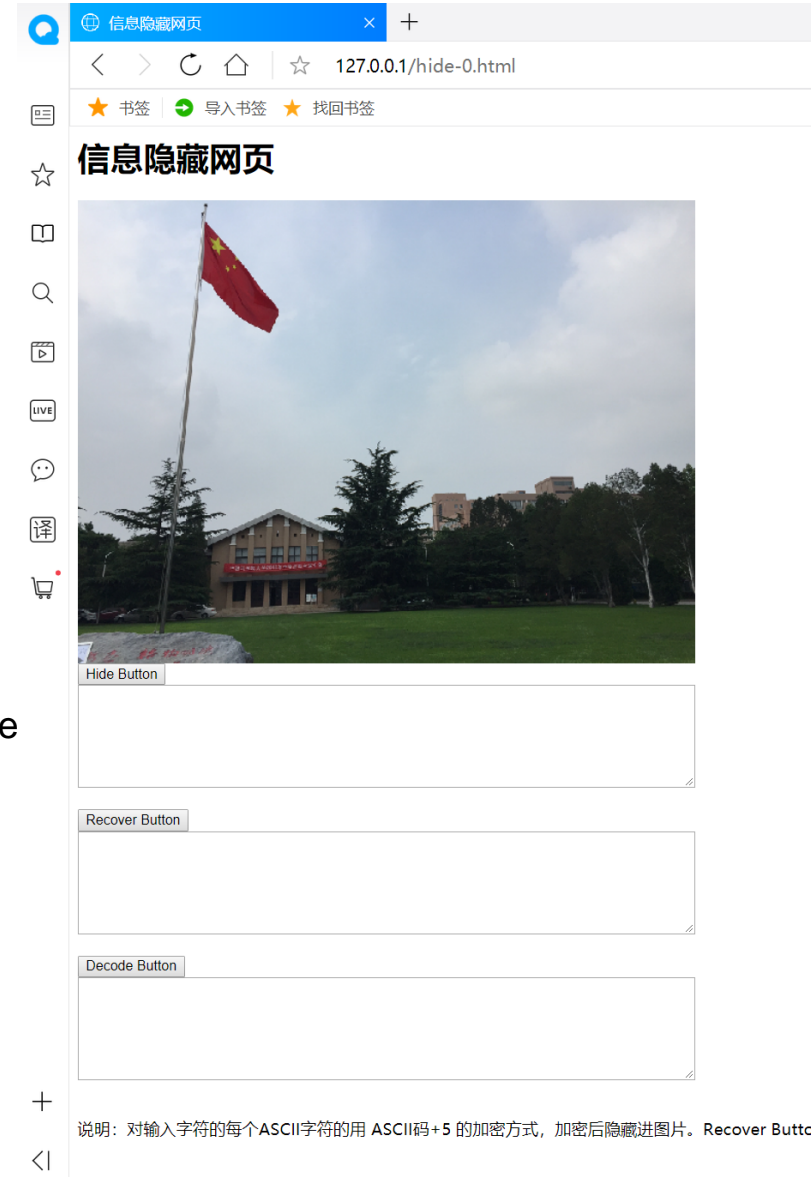 信息隐藏网页
127.0.0.1/hide-0.html
书签 导入书签 找回书签
信息隐藏网页
LIVE
译
Hide Button
e
Recover Button
Decode Button
说明：对输入字符的每个ASCII字符的用 ASCII码+5 的加密方式，加密后隐藏进图片。Recover Butto